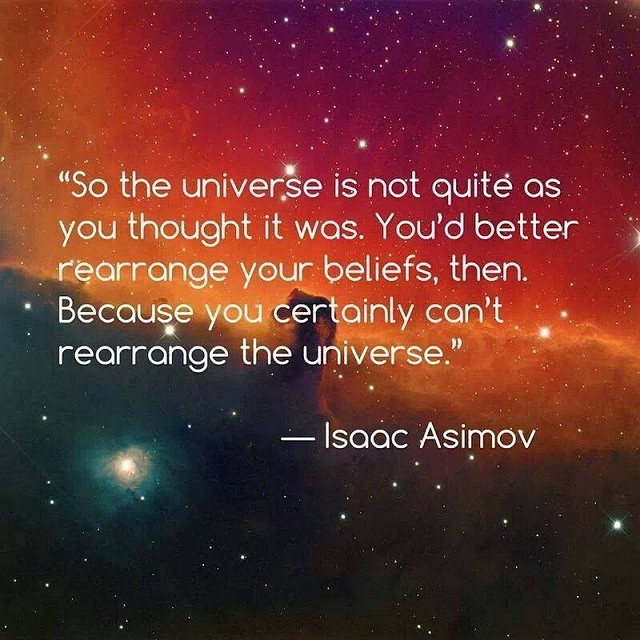 “So the universe is not quite as
you thought it was. You’d better
rearrange your beliefs, then.
Because you certainly can’t
rearrange the universe.”
— Isaac Asimov